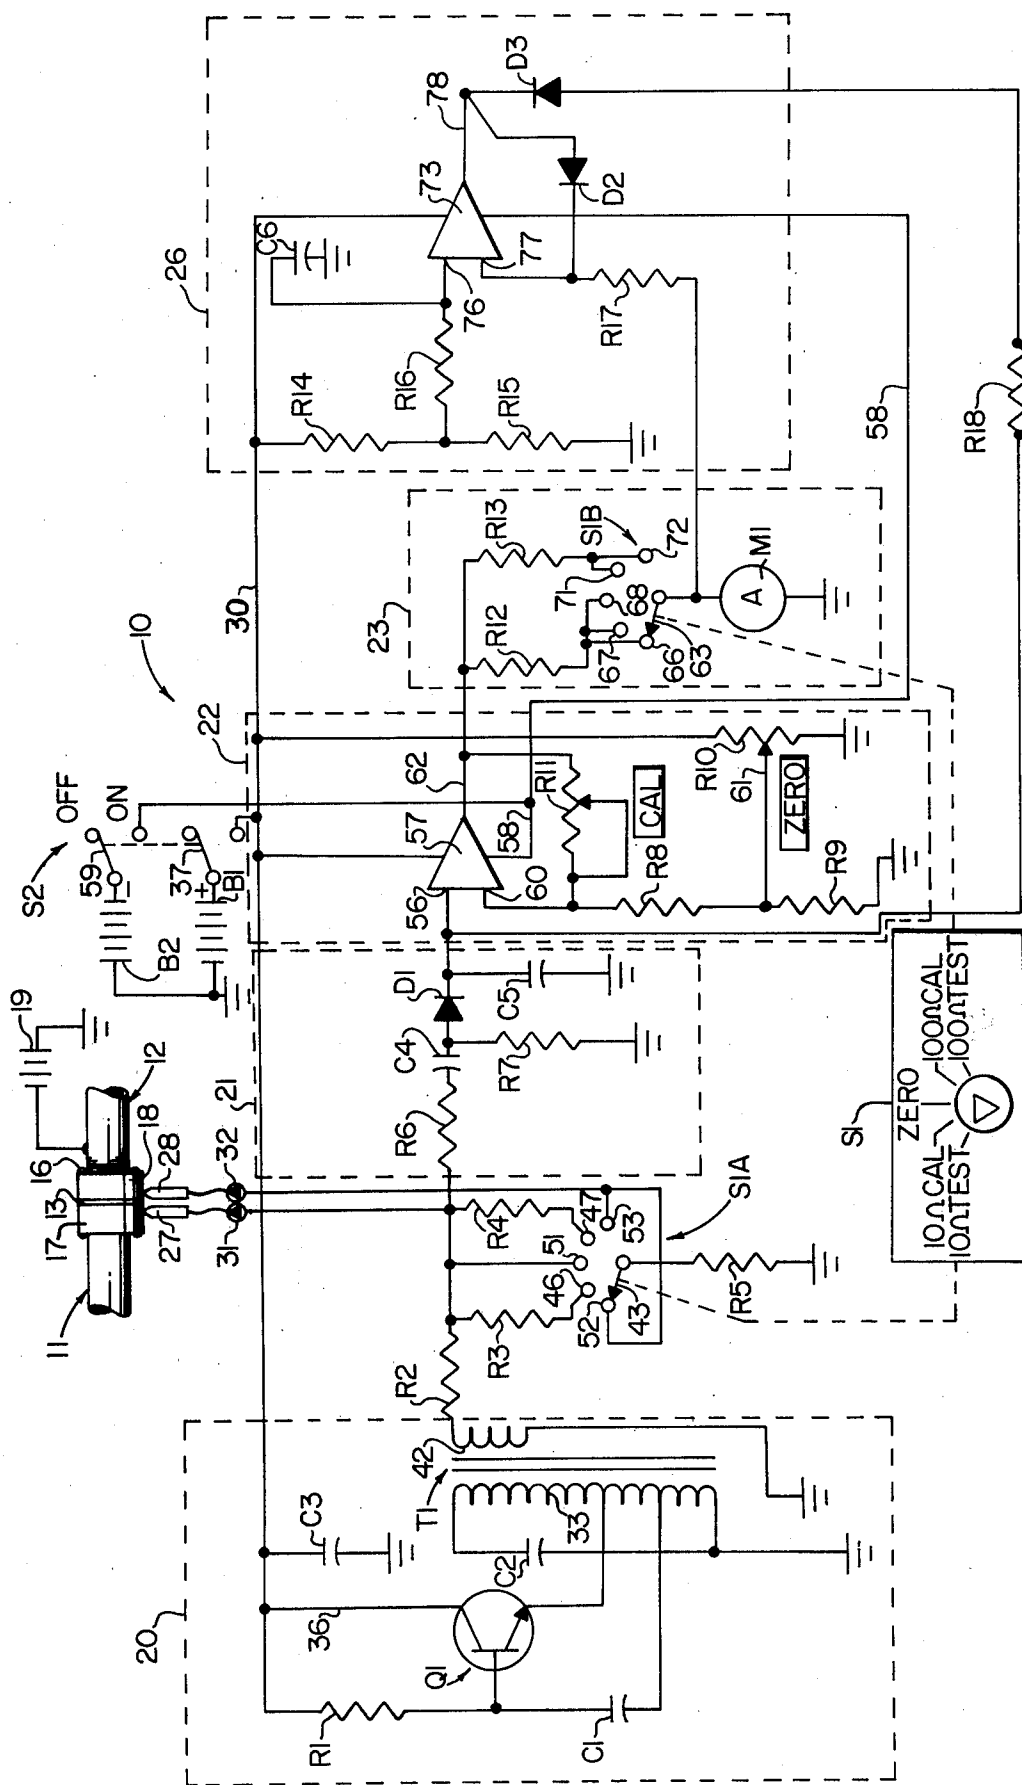 10
S2
OFF
ON
59
37
B2
B1
+
-
19
12
16
13
17
18
28
27
32
31
11
21
22
30
23
26
20
C3
36
R1
Q1
C1
C2
33
T1
42
R2
R3
R4
46
51
47
52
53
43
S1A
R5
R6
C4
R7
D1
C5
56
57
58
60
62
R11
CAL
R8
R9
R10
61
ZERO
R12
R13
S1B
71
72
68
67
66
63
A
M1
R14
R16
R15
C6
76
77
73
78
D2
D3
R17
58
R18
S1
ZERO
10Ω CAL
100Ω CAL
10Ω TEST
100Ω TEST